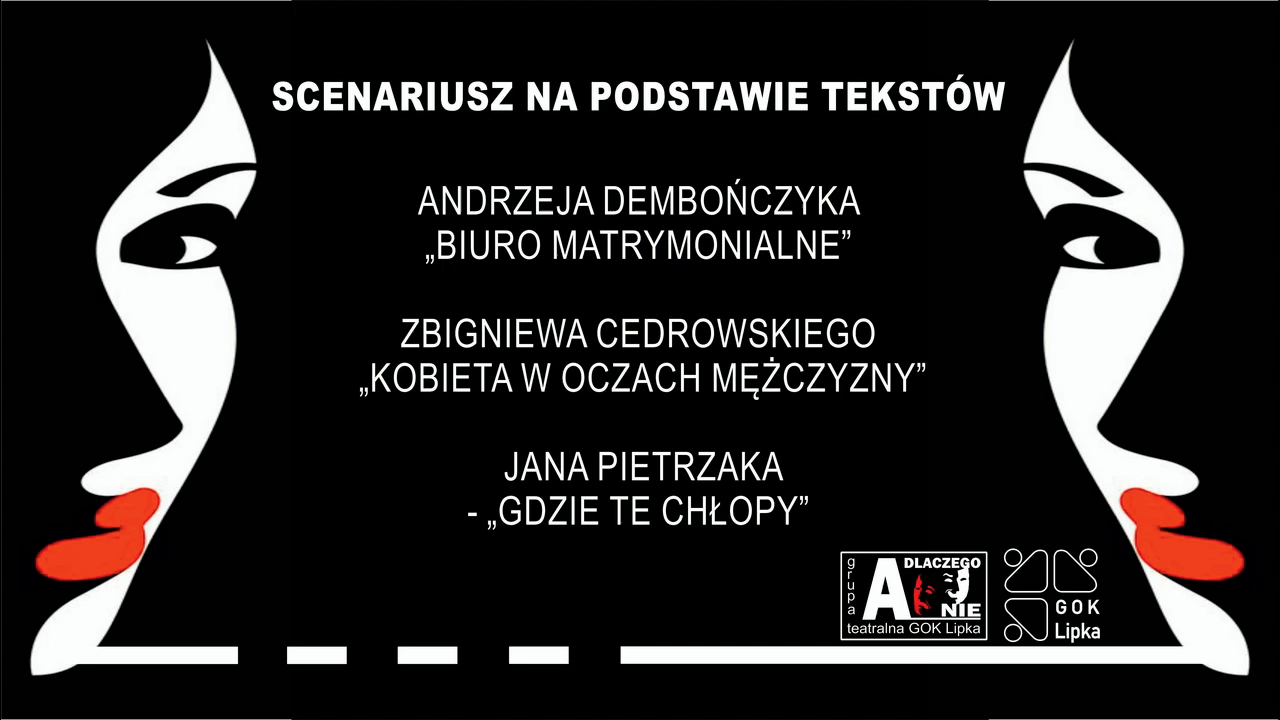 SCENARIUSZ NA PODSTAWIE TEKSTÓW
ANDRZEJA DEMBOŃCZYKA
„BIURO MATRYMONIALNE”
ZBIGNIEWA CEDROWSKIEGO
„KOBIETA W OCZACH MĘŻCZYZNY”
JANA PIETRZAKA
- „GDZIE TE CHŁOPY”
grupa
A DLACZEGO
NIE
teatralna GOK Lipka
GOK
Lipka